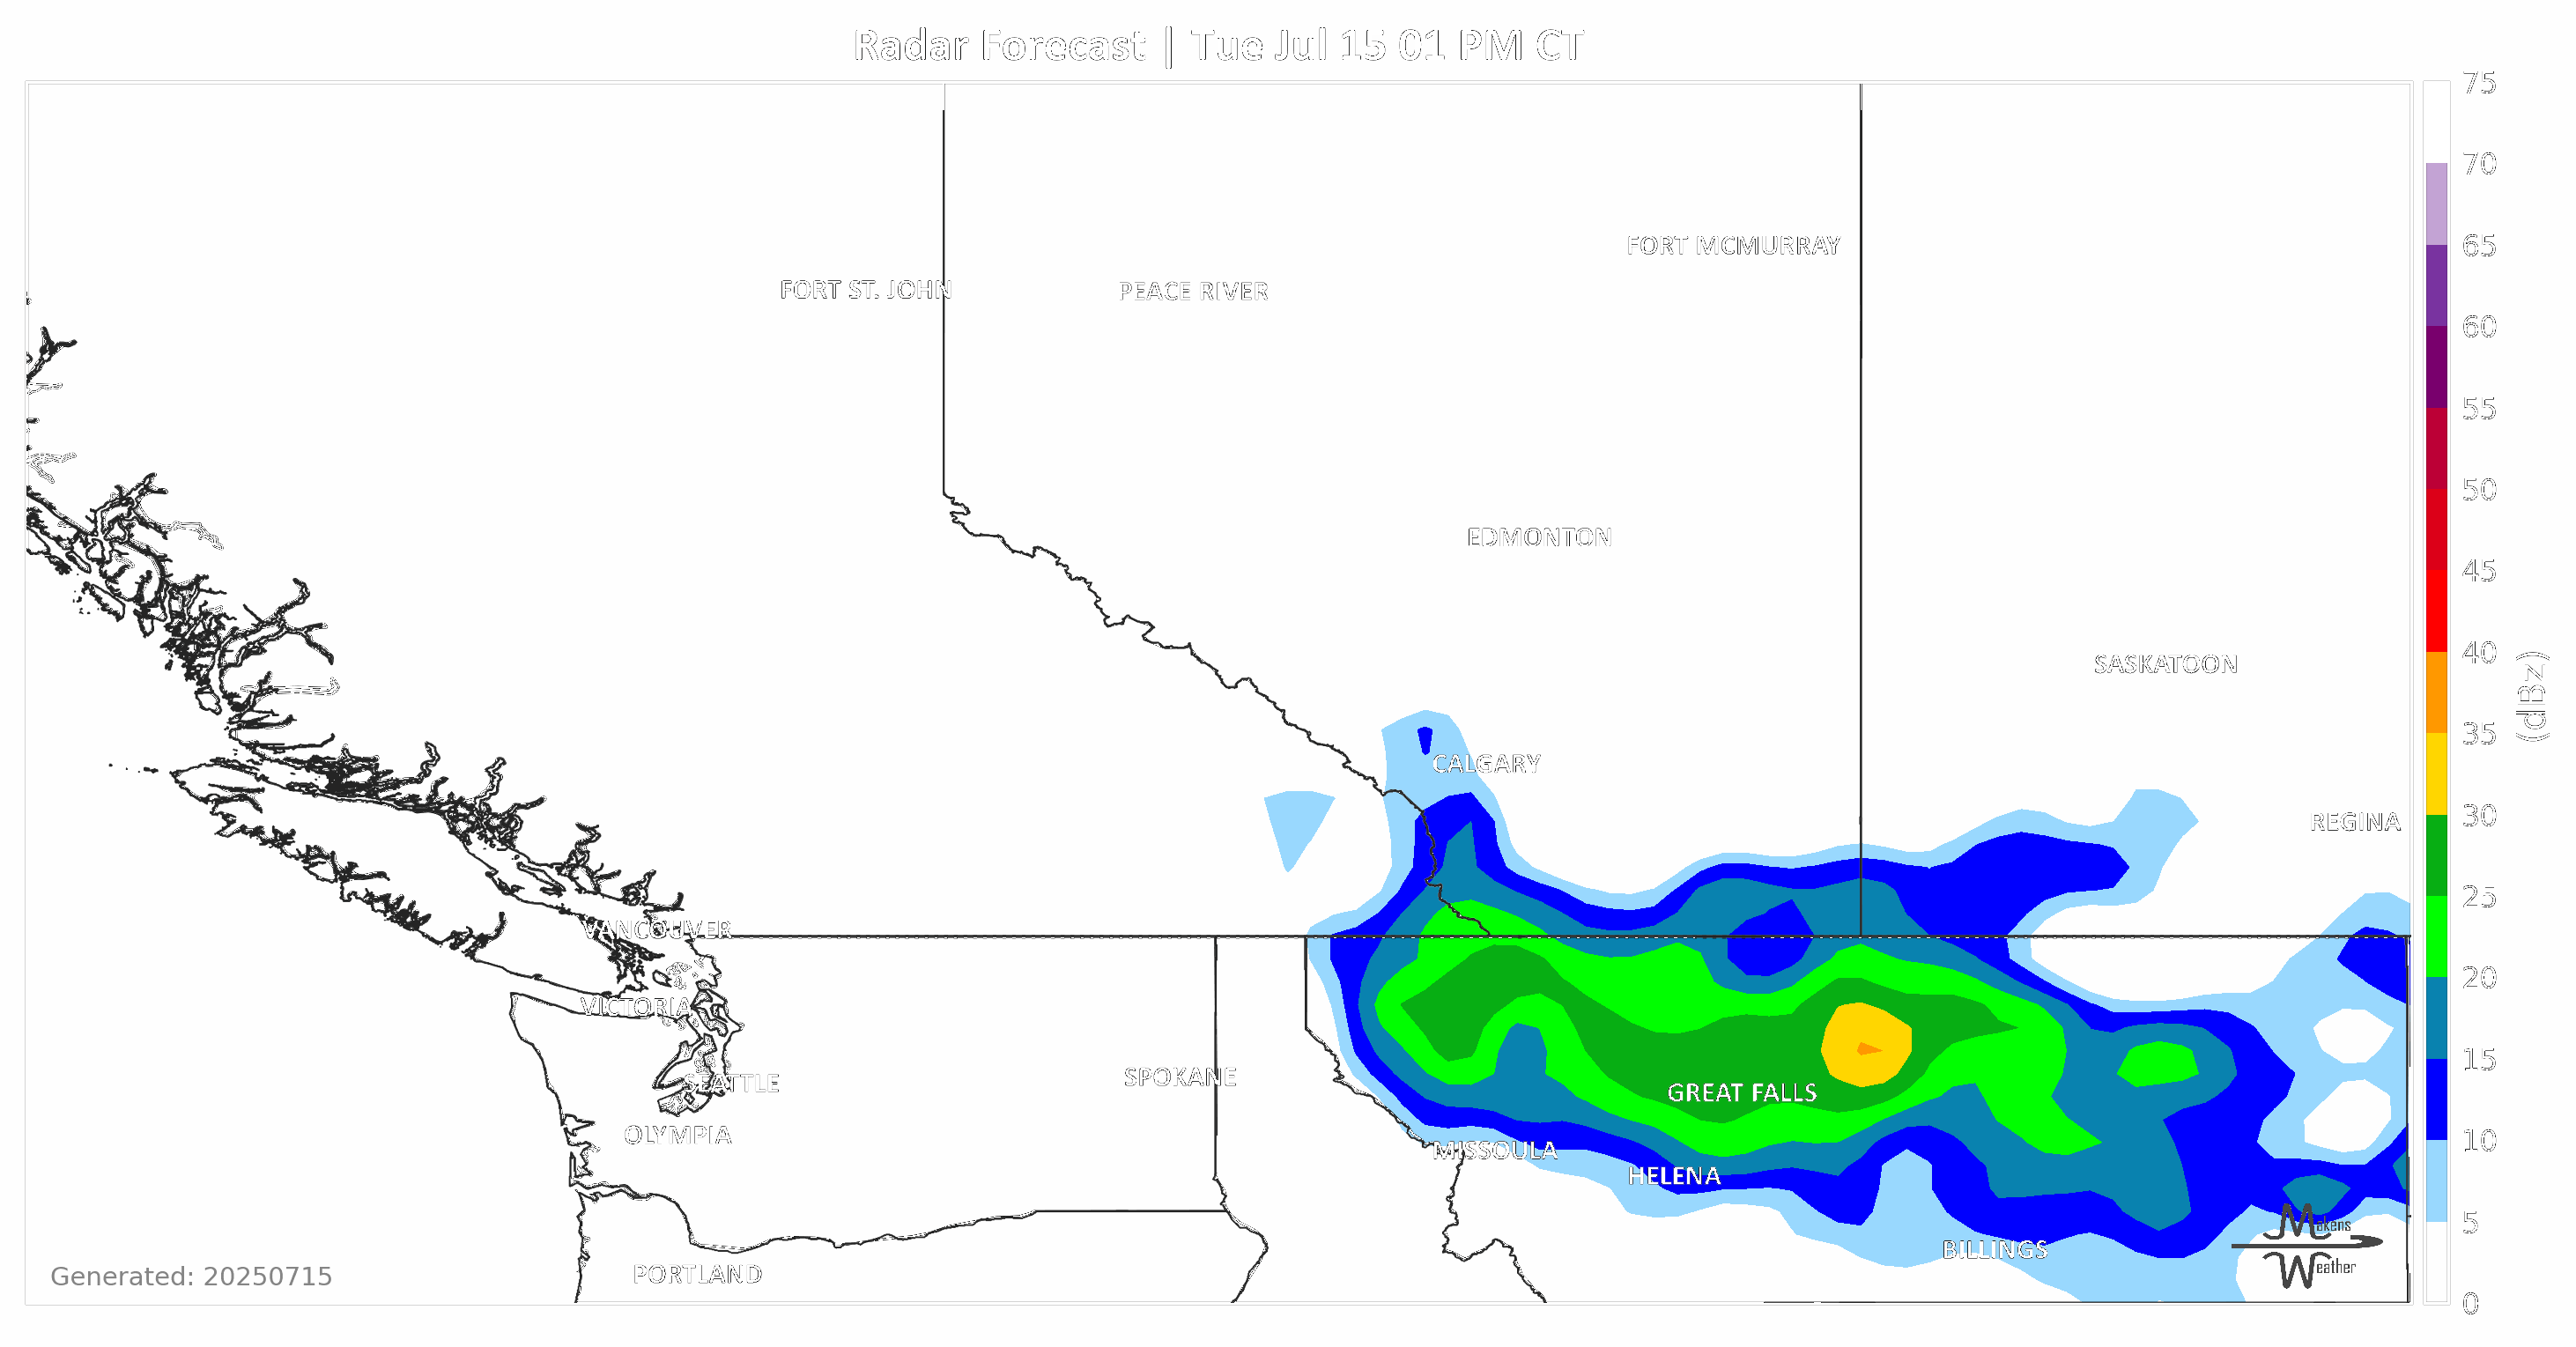 Radar Forecast | Tue Jul 15 01 PM CT
75
70
FORT MCMURRAY
65
FORT ST. JOHN
PEACE RIVER
60
55
50
EDMONTON
45
40
SASKATOON
(dBz)
35
CALGARY
30
REGINA
25
VANCOUVER
20
VICTORIA
15
SPOKANE
SEATTLE
GREAT FALLS
OLYMPIA
10
MISSOULA
HELENA
5
Makens
Weather
BILLINGS
PORTLAND
Generated: 20250715
0